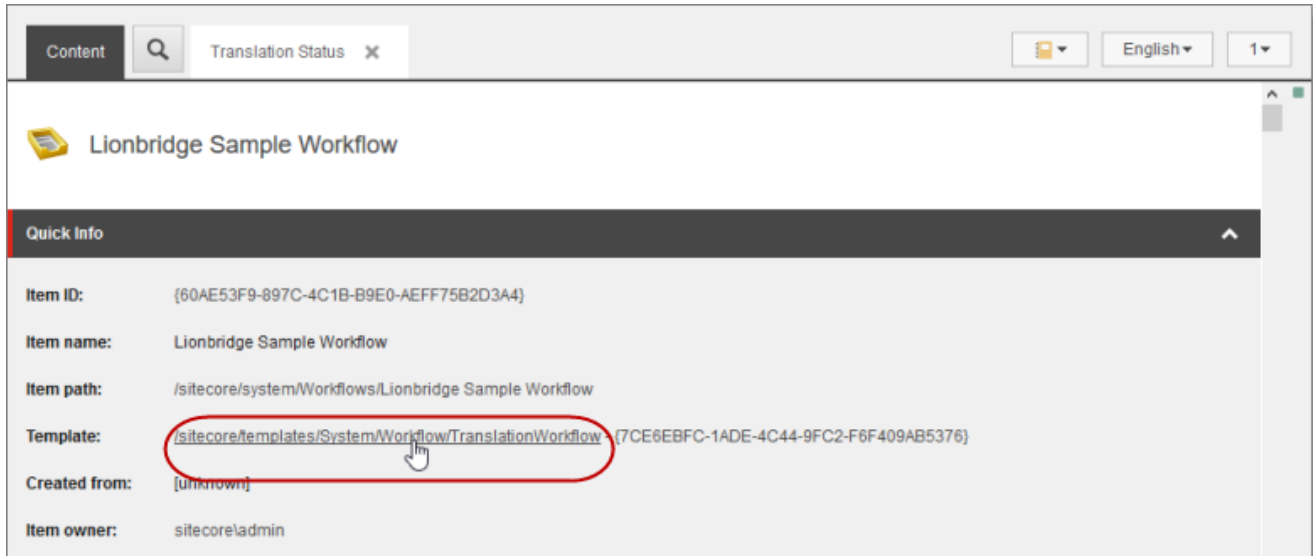 Content Translation Status English 1
Lionbridge Sample Workflow
Quick Info
Item ID: {60AE53F9-897C-4C1B-B9E0-AEFF75B2D3A4}
Item name: Lionbridge Sample Workflow
Item path: /sitecore/system/Workflows/Lionbridge Sample Workflow
Template: /sitecore/templates/System/Workflow/TranslationWorkflow - {7CE6EBFC-1ADE-4C44-9FC2-F6F409AB5376}
Created from: [unknown]
Item owner: sitecore\admin